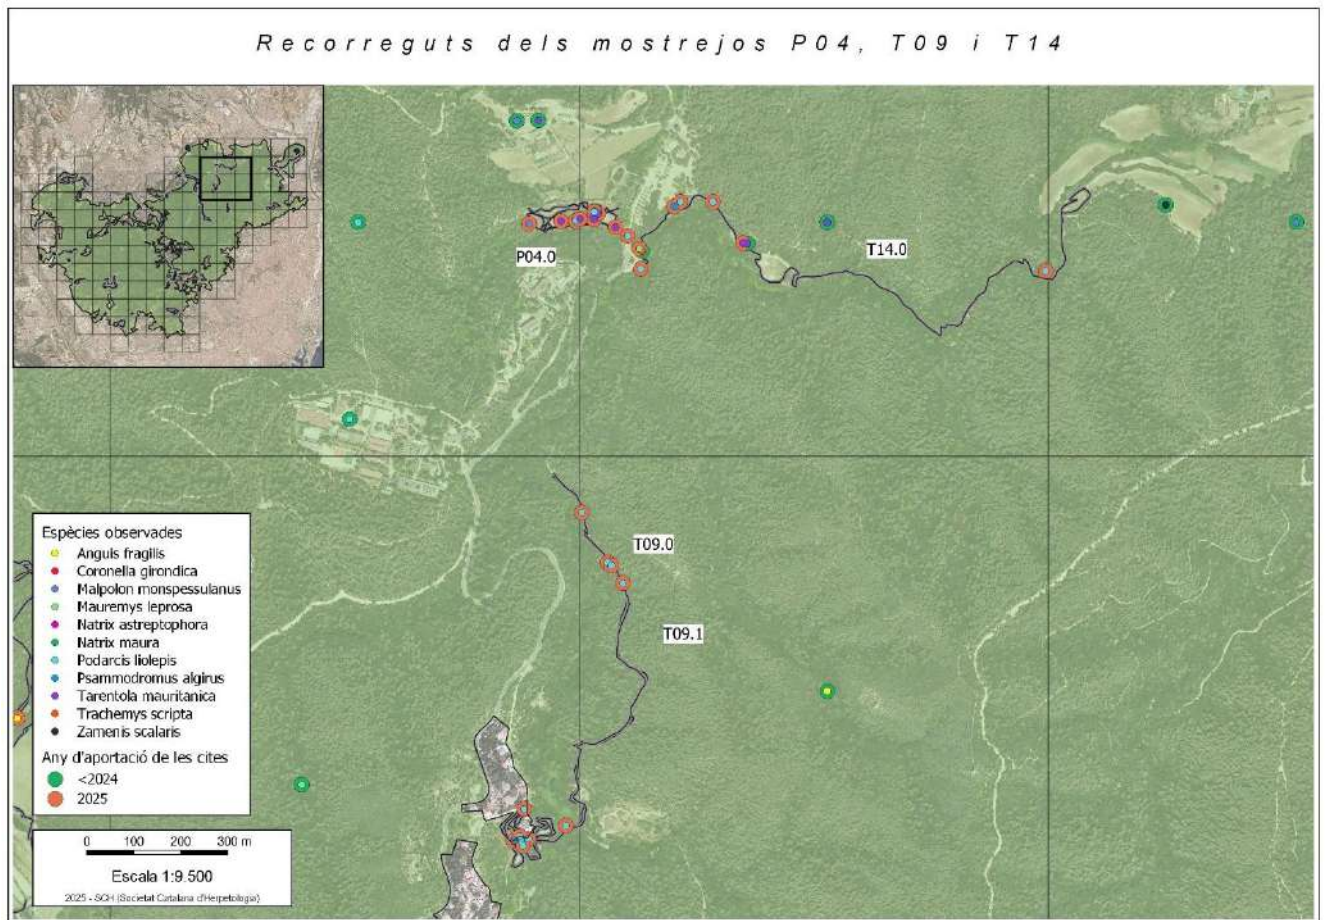 Recorreguts dels mostrejos P04, T09 i T14
P04.0
T14.0
T09.0
T09.1
Espècies observades
Anguis fragilis
Coronella girondica
Malpolon monspessulanus
Mauremys leprosa
Natrix astreptophora
Natrix maura
Podarcis liolepis
Psammodromus algirus
Tarentola mauritanica
Trachemys scripta
Zamenis scalaris
Any d'aportació de les cites
<2024
2025
0 100 200 300 m
Escala 1:9 500
2025 - SCH (Societat Catalana d'Herpetologia)